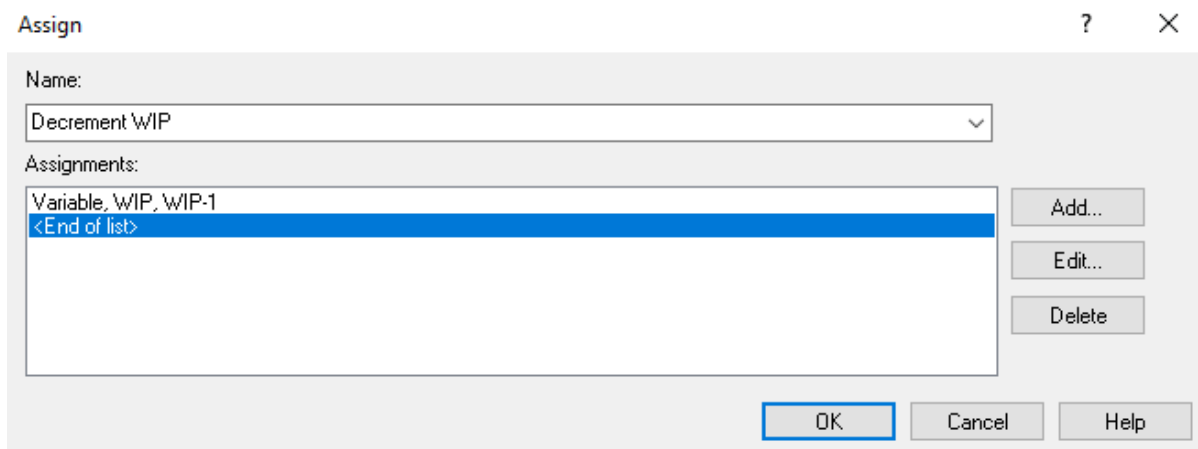 Assign ? ×
Name:
Decrement WIP
Assignments:
Variable, WIP, WIP-1
<End of list>
Add...
Edit...
Delete
OK Cancel Help